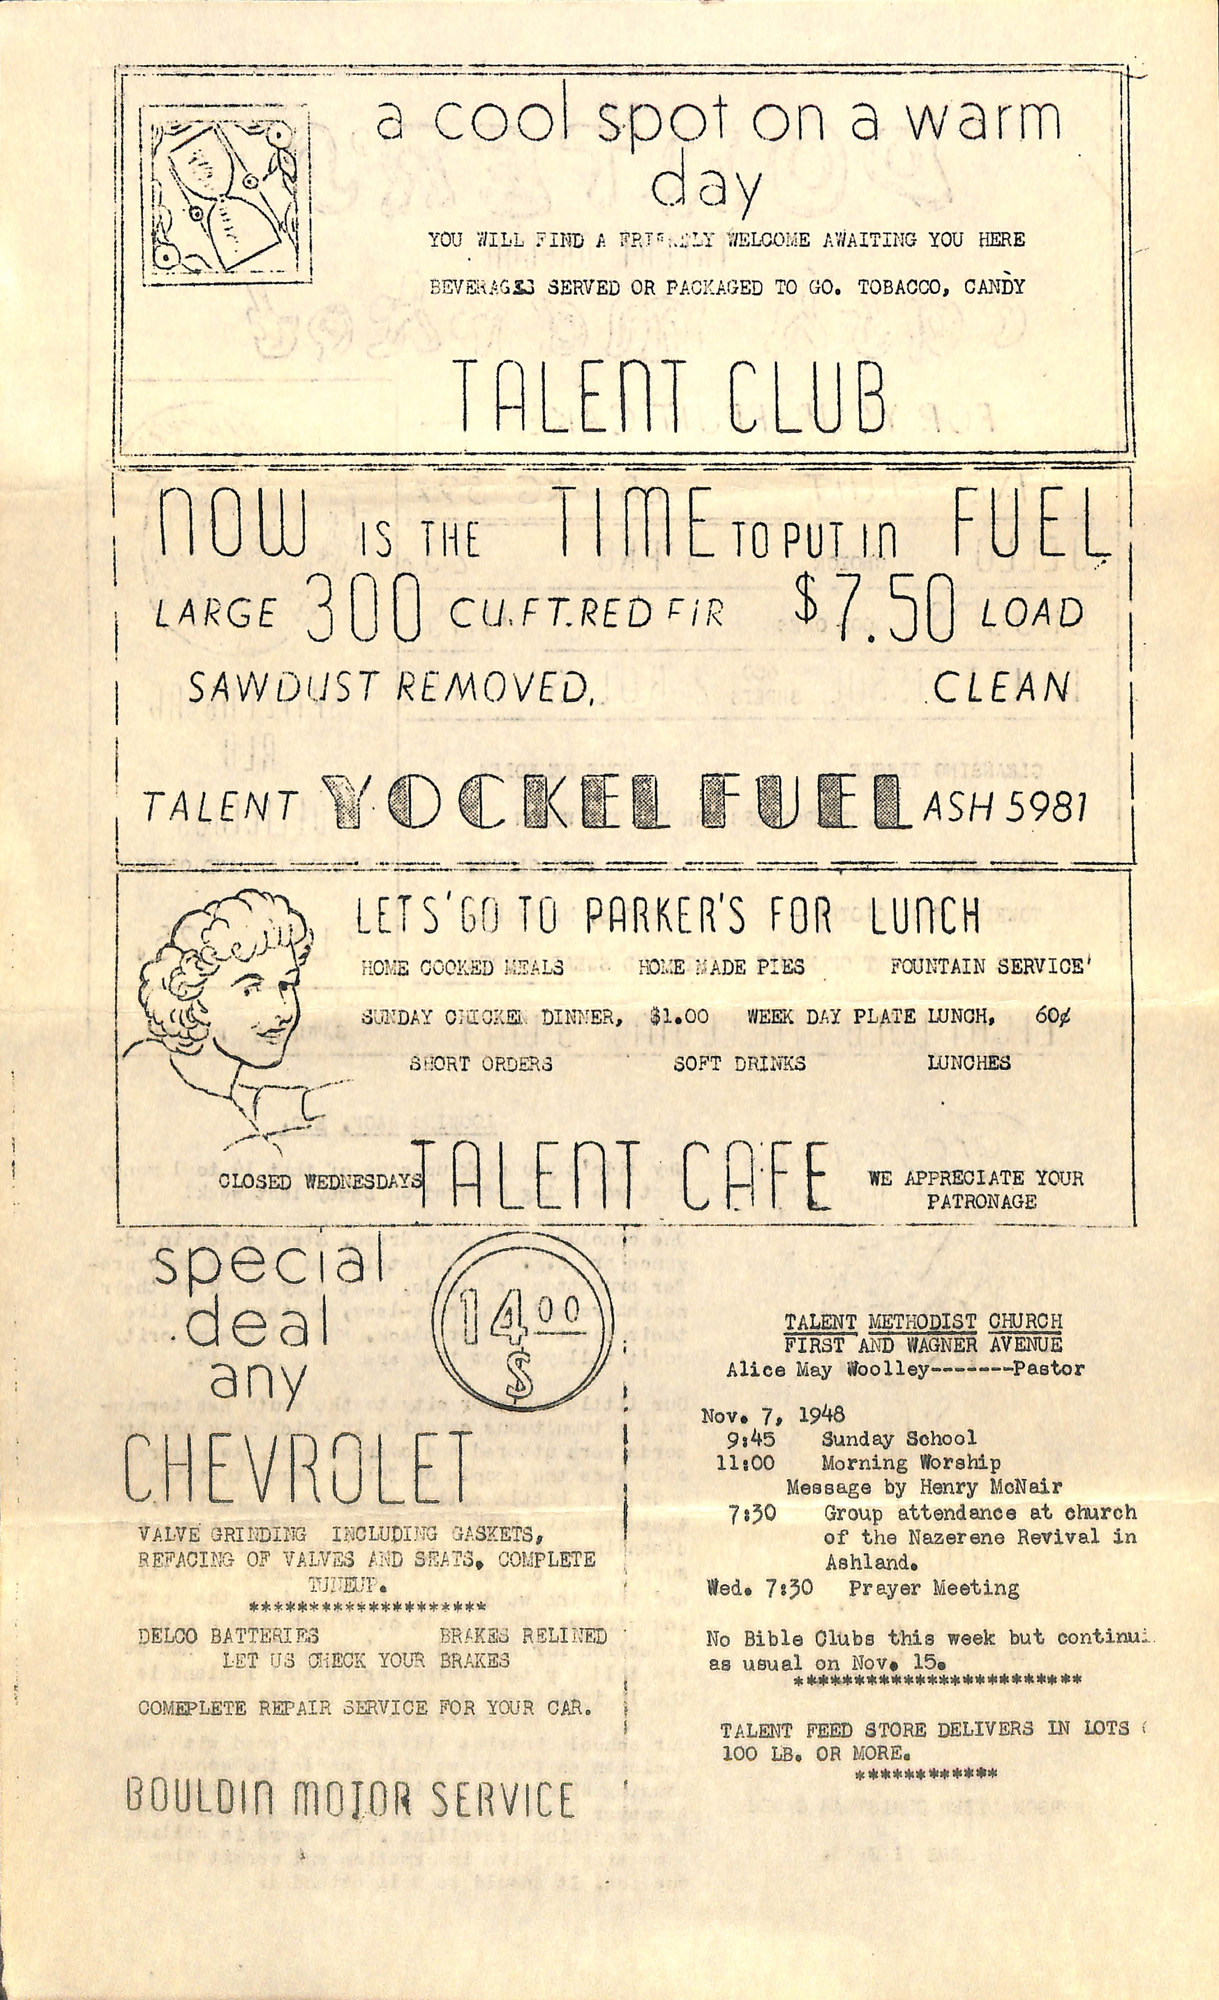 a cool spot on a warm
day
YOU WILL FIND A FRIENDLY WELCOME AWAITING YOU HERE
BEVERAGES SERVED OR PACKAGED TO GO. TOBACCO, CANDY
TALENT CLUB
NOW IS THE TIME TO PUT IN FUEL
LARGE 300 CU.FT. RED FIR $7.50 LOAD
SAWDUST REMOVED, CLEAN
TALENT YOCKEL FUEL ASH 5981
LETS'GO TO PARKER'S FOR LUNCH
HOME COOKED MEALS HOME MADE PIES FOUNTAIN SERVICE'
SUNDAY CHICKEN DINNER, $1.00 WEEK DAY PLATE LUNCH, 60¢
SHORT ORDERS SOFT DRINKS LUNCHES
CLOSED WEDNESDAYS TALENT CAFE WE APPRECIATE YOUR
PATRONAGE
special
deal
any
14 00
$
CHEVROLET
VALVE GRINDING INCLUDING GASKETS,
REFACING OF VALVES AND SEATS, COMPLETE
TUNEUP.
********************
DELCO BATTERIES BRAKES RELINED
LET US CHECK YOUR BRAKES
COMEPLETE REPAIR SERVICE FOR YOUR CAR.
BOULDIN MOTOR SERVICE
TALENT METHODIST CHURCH
FIRST AND WAGNER AVENUE
Alice May Woolley-------Pastor
Nov. 7, 1948
9:45 Sunday School
11:00 Morning Worship
Message by Henry McNair
7:30 Group attendance at church
of the Nazerene Revival in
Ashland.
Wed. 7:30 Prayer Meeting
No Bible Clubs this week but continui
as usual on Nov. 15.
************************
TALENT FEED STORE DELIVERS IN LOTS
100 LB. OR MORE.
************